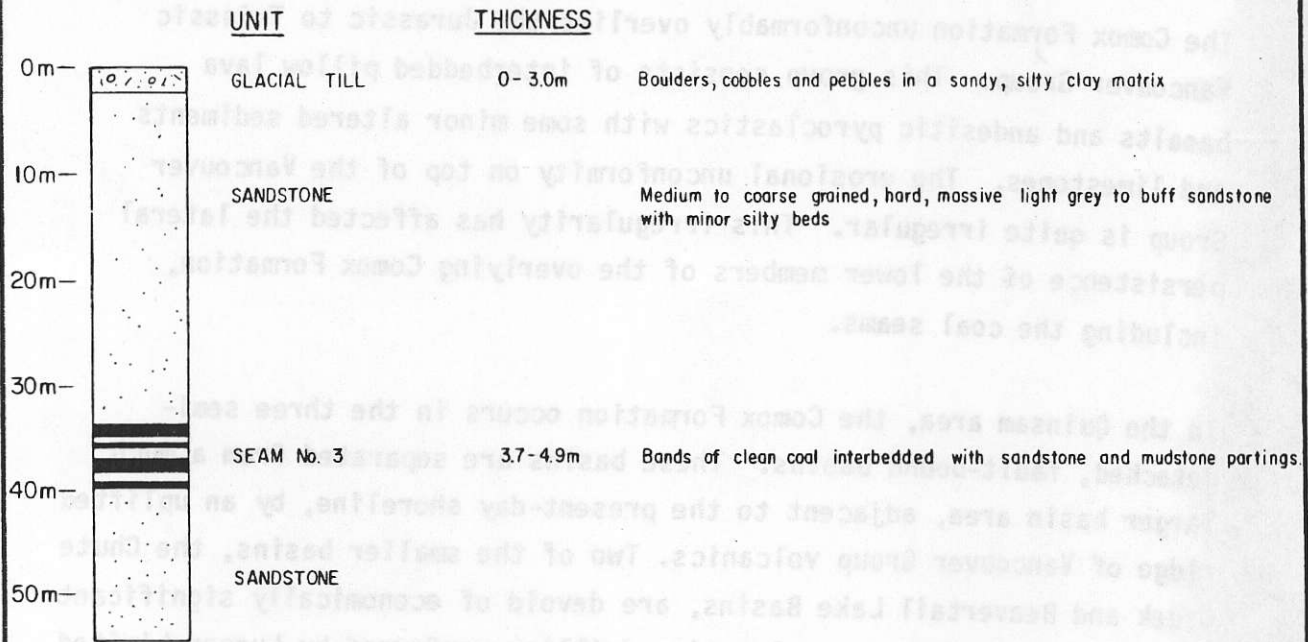 UNIT THICKNESS
0m— GLACIAL TILL 0-3.0m Boulders, cobbles and pebbles in a sandy, silty clay matrix
10m— SANDSTONE Medium to coarse grained, hard, massive light grey to buff sandstone
with minor silty beds
20m—
30m—
SEAM No. 3 3.7-4.9m Bands of clean coal interbedded with sandstone and mudstone partings.
40m—
SANDSTONE
50m—
The Comox Formation unconformably overlies
Vancouver Group. This group consists of interbedded pillow lava
basalts and andesitic pyroclastics with some minor altered sediments
and limestones. The erosional unconformity on top of the Vancouver
Group is quite irregular. This irregularity has affected the lateral
persistence of the lower members of the overlying Comox Formation,
including the coal seams.
In the Quinsam area, the Comox Formation occurs in the three semi-
detached, fault-bound basins. These basins are separated from a
larger basin area, adjacent to the present-day shoreline, by an uplifted
ridge of Vancouver Group volcanics. Two of the smaller basins, the Chute
Creek and Beavertail Lake Basins, are devoid of economically significant